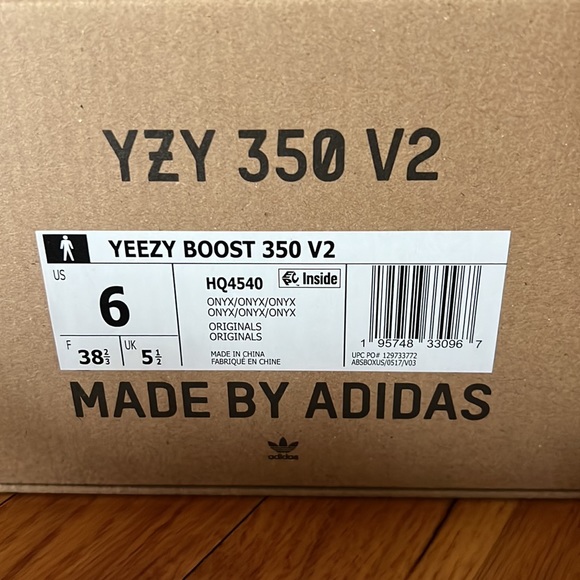 YZY 350 V2
YEEZY BOOST 350 V2
US
6
F
38⅔
UK
5½
HQ4540
Inside
ONYX/ONYX/ONYX
ONYX/ONYX/ONYX
ORIGINALS
ORIGINALS
MADE IN CHINA
FABRIQUÉ EN CHINE
1 95748 33096 7
UPC PO# 129733772
ABSBOXUS/0517/V03
MADE BY ADIDAS
adidas